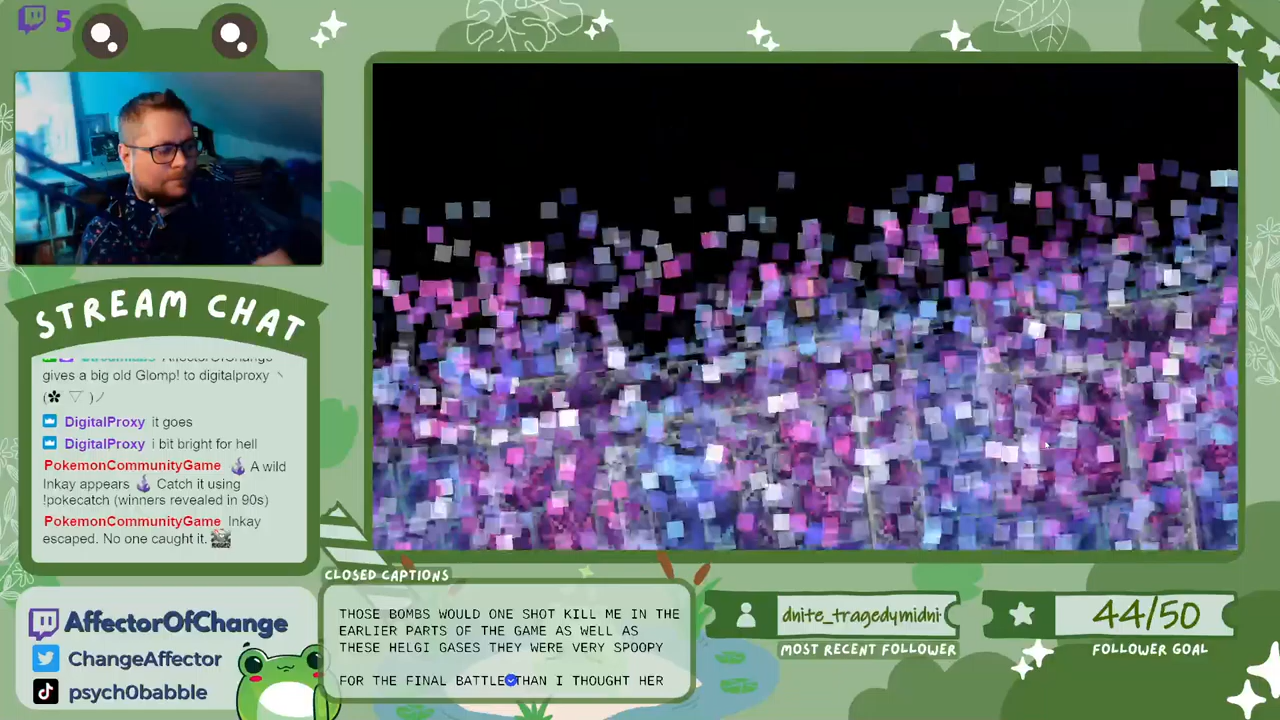 5
STREAM CHAT
gives a big old Glomp! to digitalproxy
DigitalProxy it goes
DigitalProxy i bit bright for hell
PokemonCommunityGame A wild
Inkay appears Catch it using
!pokecatch (winners revealed in 90s)
PokemonCommunityGame Inkay
escaped. No one caught it.
AffectorOfChange
ChangeAffector
psych0babble
CLOSED CAPTIONS
THOSE BOMBS WOULD ONE SHOT KILL ME IN THE
EARLIER PARTS OF THE GAME AS WELL AS
THESE HELGI GASES THEY WERE VERY SPOOPY
FOR THE FINAL BATTLE THAN I THOUGHT HER
dnite_tragedymidni
MOST RECENT FOLLOWER
44/50
FOLLOWER GOAL